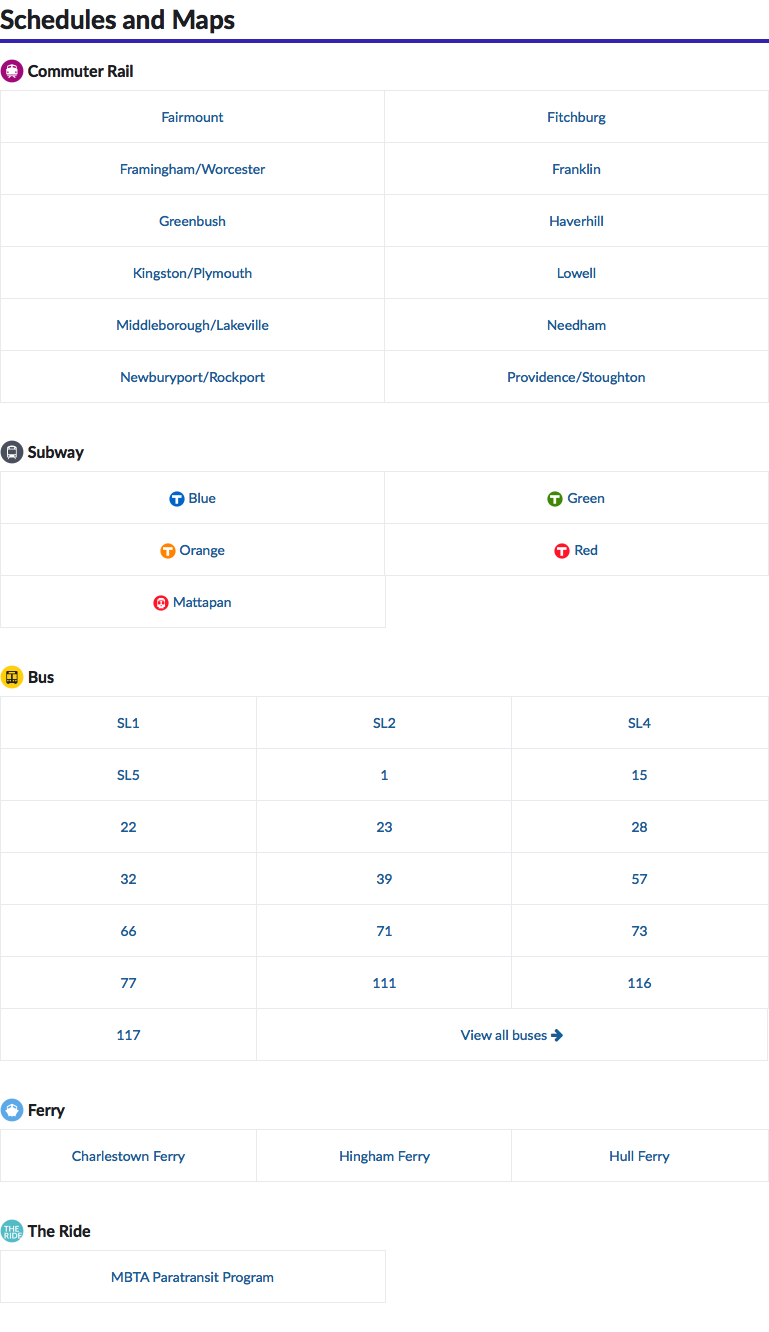 Schedules and Maps
Commuter Rail
Fairmount Fitchburg
Framingham/Worcester Franklin
Greenbush Haverhill
Kingston/Plymouth Lowell
Middleborough/Lakeville Needham
Newburyport/Rockport Providence/Stoughton
Subway
T Blue T Green
T Orange T Red
Mattapan
Bus
SL1 SL2 SL4
SL5 1 15
22 23 28
32 39 57
66 71 73
77 111 116
117 View all buses
Ferry
Charlestown Ferry Hingham Ferry Hull Ferry
THE RIDE The Ride
MBTA Paratransit Program